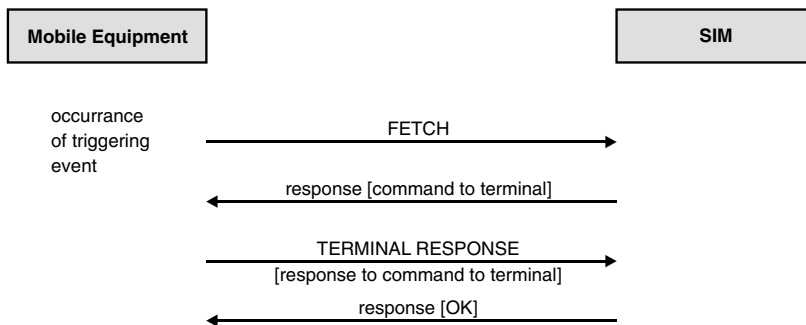 Mobile Equipment
SIM
occurrance
of triggering
event
FETCH
response [command to terminal]
TERMINAL RESPONSE
[response to command to terminal]
response [OK]